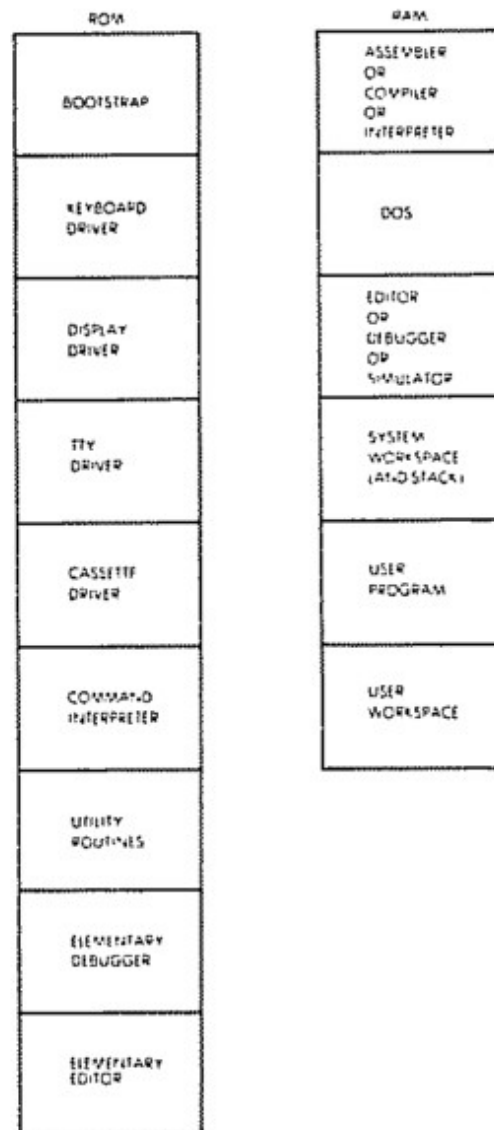 ROM
BOOTSTRAP
KEYBOARD
DRIVER
DISPLAY
DRIVER
TTY
DRIVER
CASSETTE
DRIVER
COMMAND
INTERPRETER
UTILITY
ROUTINES
ELEMENTARY
DEBUGGER
ELEMENTARY
EDITOR
RAM
ASSEMBLER
OR
COMPILER
OR
INTERPRETER
DOS
EDITOR
OR
DEBUGGER
OR
SIMULATOR
SYSTEM
WORKSPACE
(AND STACK)
USER
PROGRAM
USER
WORKSPACE